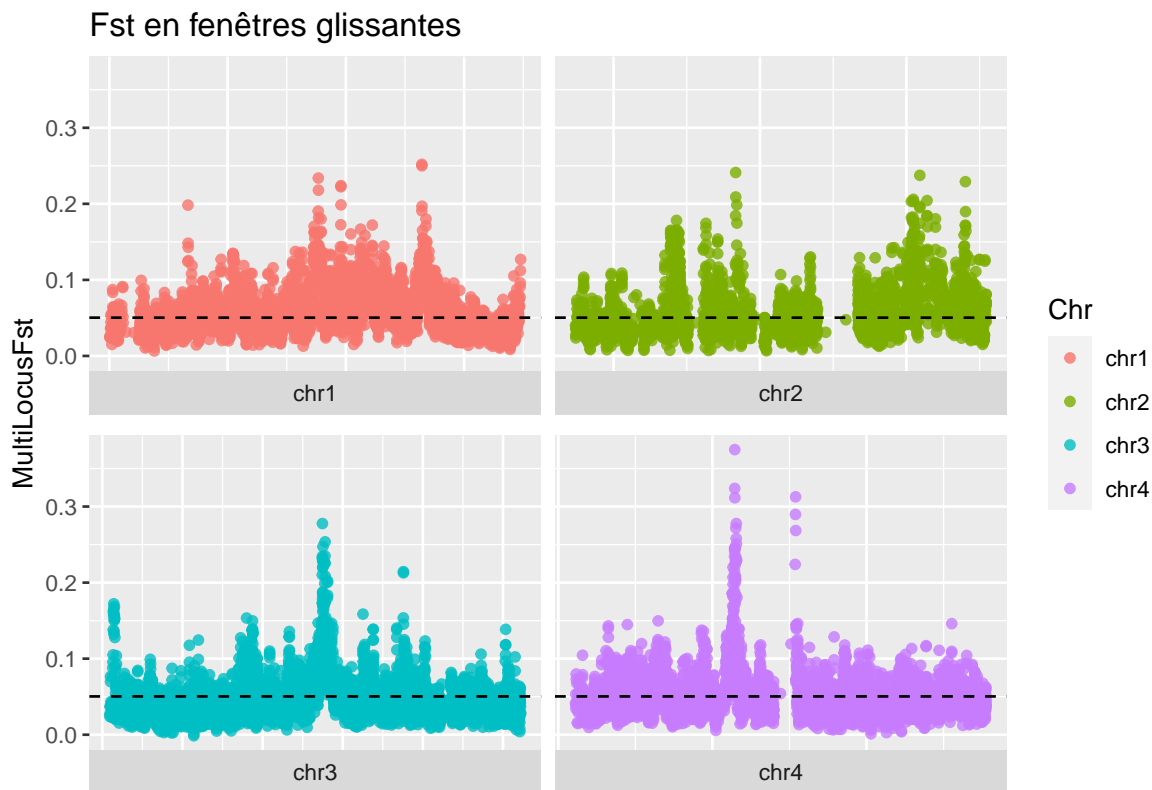 Fst en fenêtres glissantes
MultiLocusFst
0.3
0.2
0.1
0.0
chr1
chr2
0.3
0.2
0.1
0.0
chr3
chr4
Chr
chr1
chr2
chr3
chr4